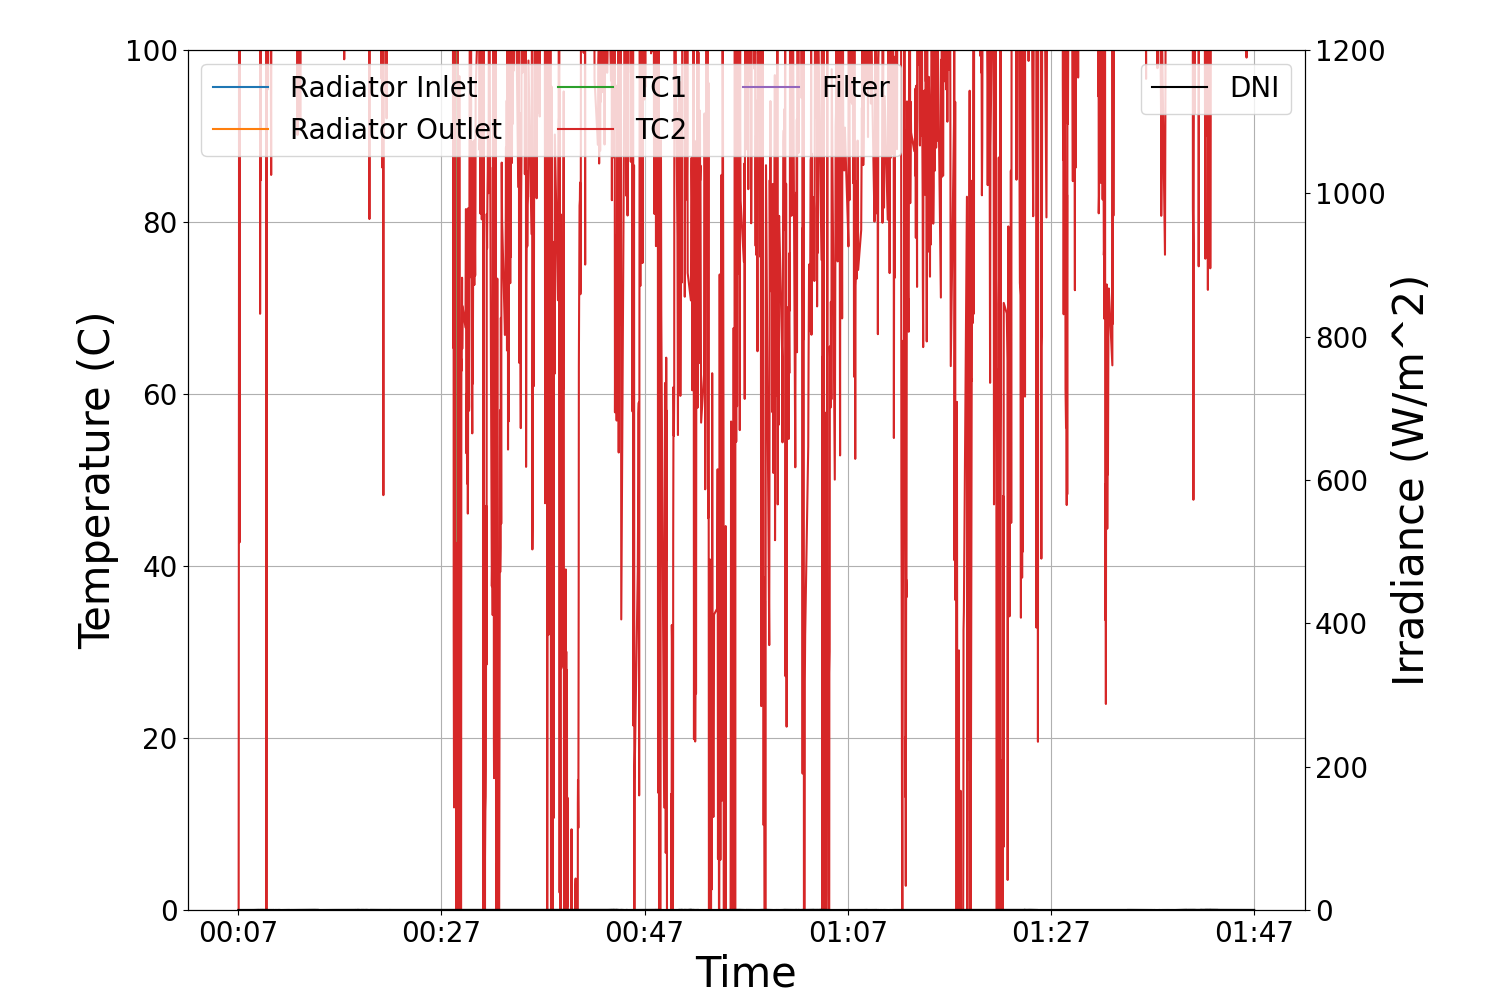 100
80
60
40
20
0
Temperature (C)
Radiator Inlet
Radiator Outlet
TC1
TC2
Filter
DNI
1200
1000
800
600
400
200
0
Irradiance (W/m^2)
00:07
00:27
00:47
01:07
01:27
01:47
Time